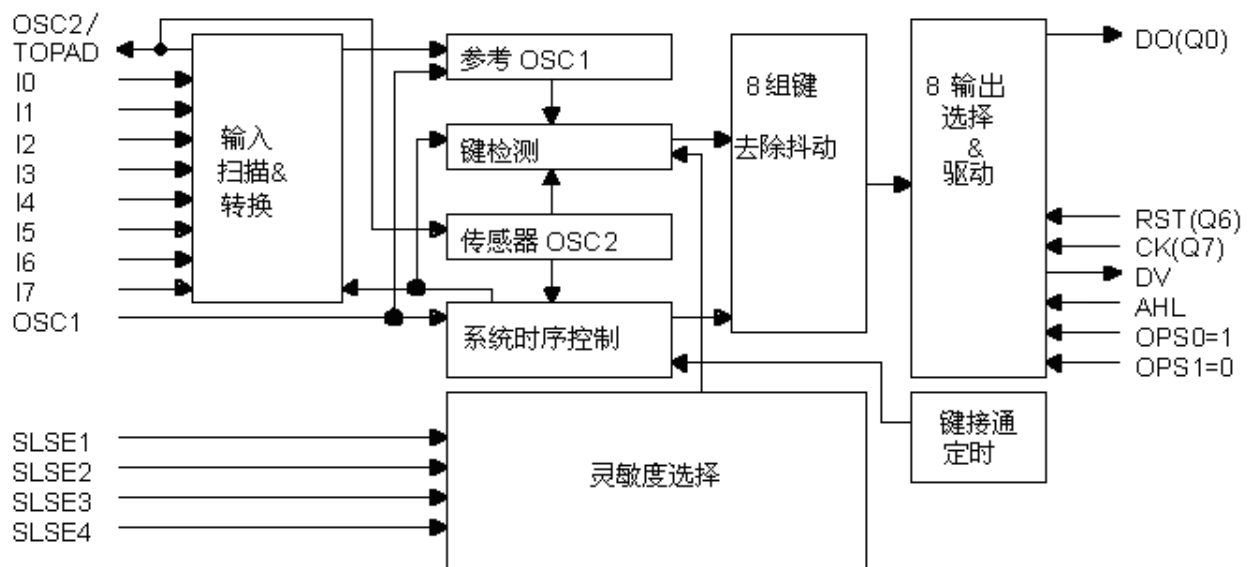 OSC2/
TOPAD
I0
I1
I2
I3
I4
I5
I6
I7
OSC1
SLSE1
SLSE2
SLSE3
SLSE4
输入
扫描&
转换
参考 OSC1
键检测
传感器 OSC2
系统时序控制
灵敏度选择
8 组键
去除抖动
8 输出
选择
&
驱动
键接通
定时
DO(Q0)
RST(Q6)
CK(Q7)
DV
AHL
OPS0=1
OPS1=0